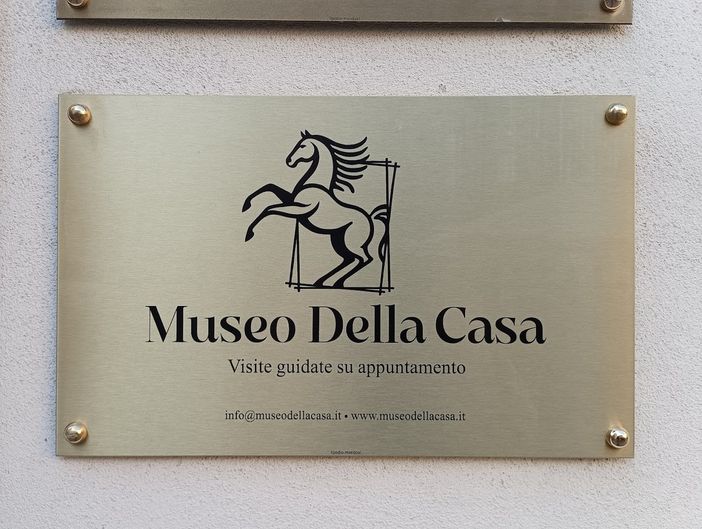 Museo Della Casa
Visite guidate su appuntamento
info@museodellacasa.it • www.museodellacasa.it